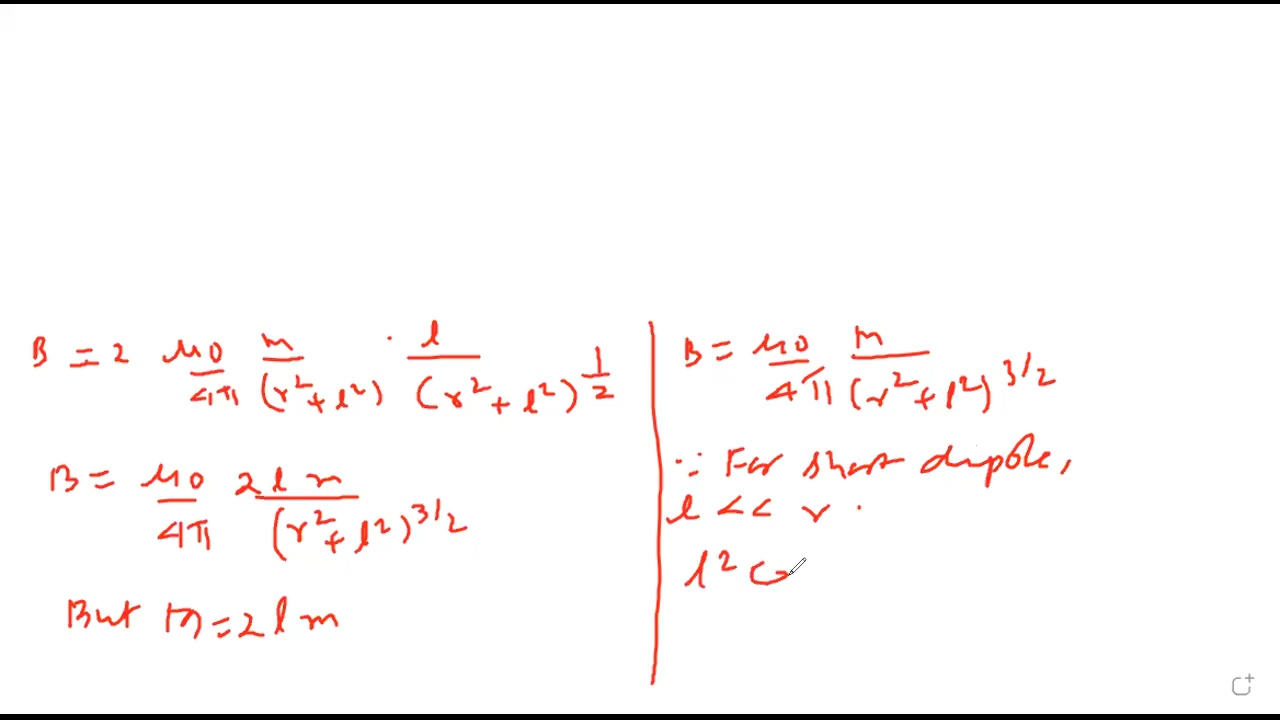 B = 2 μ0/4π m/(r²+l²) · l/(r²+l²)^1/2
B = μ0/4π 2lm/(r²+l²)^3/2
But M = 2lm
B = μ0/4π M/(r²+l²)^3/2
∵ For short dipole,
l << r .
l²